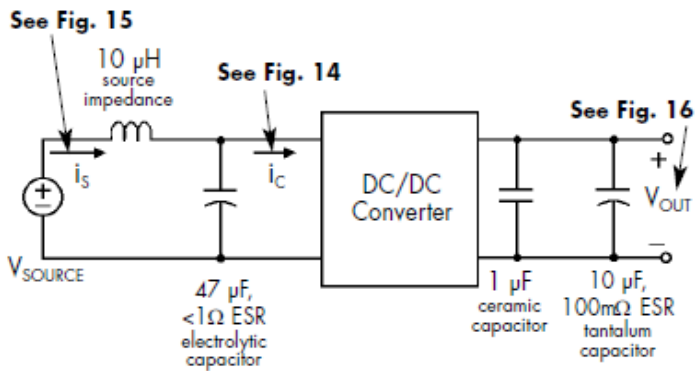 See Fig. 15
10 µH
source
impedance
See Fig. 14
See Fig. 16
iS
iC
DC/DC
Converter
+
VOUT
–
+
–
VSOURCE
47 µF,
<1Ω ESR
electrolytic
capacitor
1 µF
ceramic
capacitor
10 µF,
100mΩ ESR
tantalum
capacitor